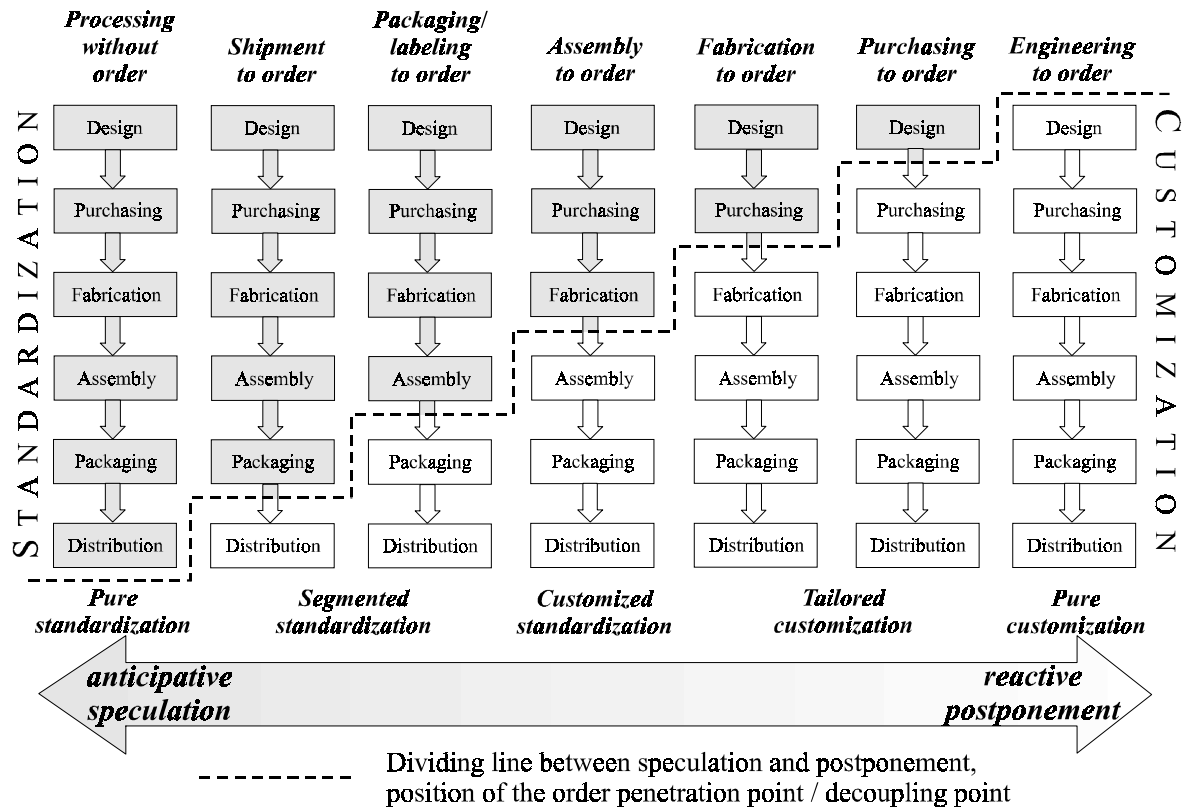 Processing
without
order
Shipment
to order
Packaging/
labeling
to order
Assembly
to order
Fabrication
to order
Purchasing
to order
Engineering
to order
STANDARDIZATION
CUSTOMIZATION
Design
Design
Design
Design
Design
Design
Design
Purchasing
Purchasing
Purchasing
Purchasing
Purchasing
Purchasing
Purchasing
Fabrication
Fabrication
Fabrication
Fabrication
Fabrication
Fabrication
Fabrication
Assembly
Assembly
Assembly
Assembly
Assembly
Assembly
Assembly
Packaging
Packaging
Packaging
Packaging
Packaging
Packaging
Packaging
Distribution
Distribution
Distribution
Distribution
Distribution
Distribution
Distribution
Pure
standardization
Segmented
standardization
Customized
standardization
Tailored
customization
Pure
customization
anticipative
speculation
reactive
postponement
Dividing line between speculation and postponement,
position of the order penetration point / decoupling point